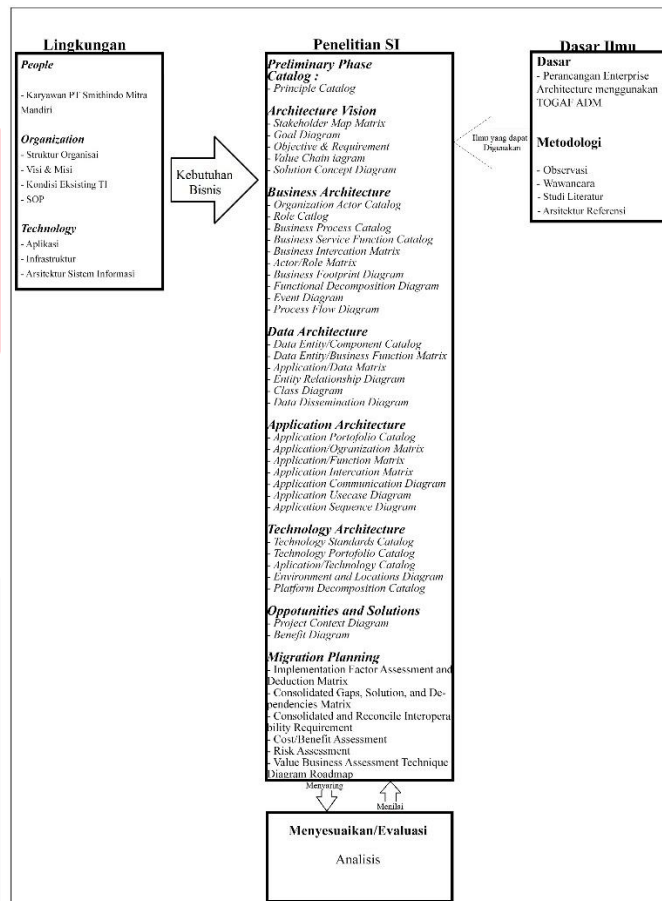 Lingkungan
People
- Karyawan PT Smithindo Mitra
Mandiri
Organization
- Struktur Organisai
- Visi & Misi
- Kondisi Eksisting TI
- SOP
Technology
- Aplikasi
- Infrastruktur
- Arsitektur Sistem Informasi
Kebutuhan
Bisnis
Penelitian SI
Preliminary Phase
Catalog :
- Principle Catalog
Architecture Vision
- Stakeholder Map Matrix
- Goal Diagram
- Objective & Requirement
- Value Chain iagram
- Solution Concept Diagram
Business Architecture
- Organization Actor Catalog
- Role Catlog
- Business Process Catalog
- Business Service Function Catalog
- Business Intercation Matrix
- Actor/Role Matrix
- Business Footprint Diagram
- Functional Decomposition Diagram
- Event Diagram
- Process Flow Diagram
Data Architecture
- Data Entity/Component Catalog
- Data Entity/Business Function Matrix
- Application/Data Matrix
- Entity Relationship Diagram
- Class Diagram
- Data Dissemination Diagram
Application Architecture
- Application Portofolio Catalog
- Application/Ogranization Matrix
- Application/Function Matrix
- Application Intercation Matrix
- Application Communication Diagram
- Application Usecase Diagram
- Application Sequence Diagram
Technology Architecture
- Technology Standards Catalog
- Technology Portofolio Catalog
- Aplication/Technology Catalog
- Environment and Locations Diagram
- Platform Decomposition Catalog
Oppotunities and Solutions
- Project Context Diagram
- Benefit Diagram
Migration Planning
- Implementation Factor Assessment and
Deduction Matrix
- Consolidated Gaps, Solution, and De-
pendencies Matrix
- Consolidated and Reconcile Interopera
bility Requirement
- Cost/Benefit Assessment
- Risk Assessment
- Value Business Assessment Technique
Diagram Roadmap
Menyaring
Menilai
Menyesuaikan/Evaluasi
Analisis
Ilmu yang dapat
Digunakan
Dasar Ilmu
Dasar
- Perancangan Enterprise
Architecture menggunakan
TOGAF ADM
Metodologi
- Observasi
- Wawancara
- Studi Literatur
- Arsitektur Referensi